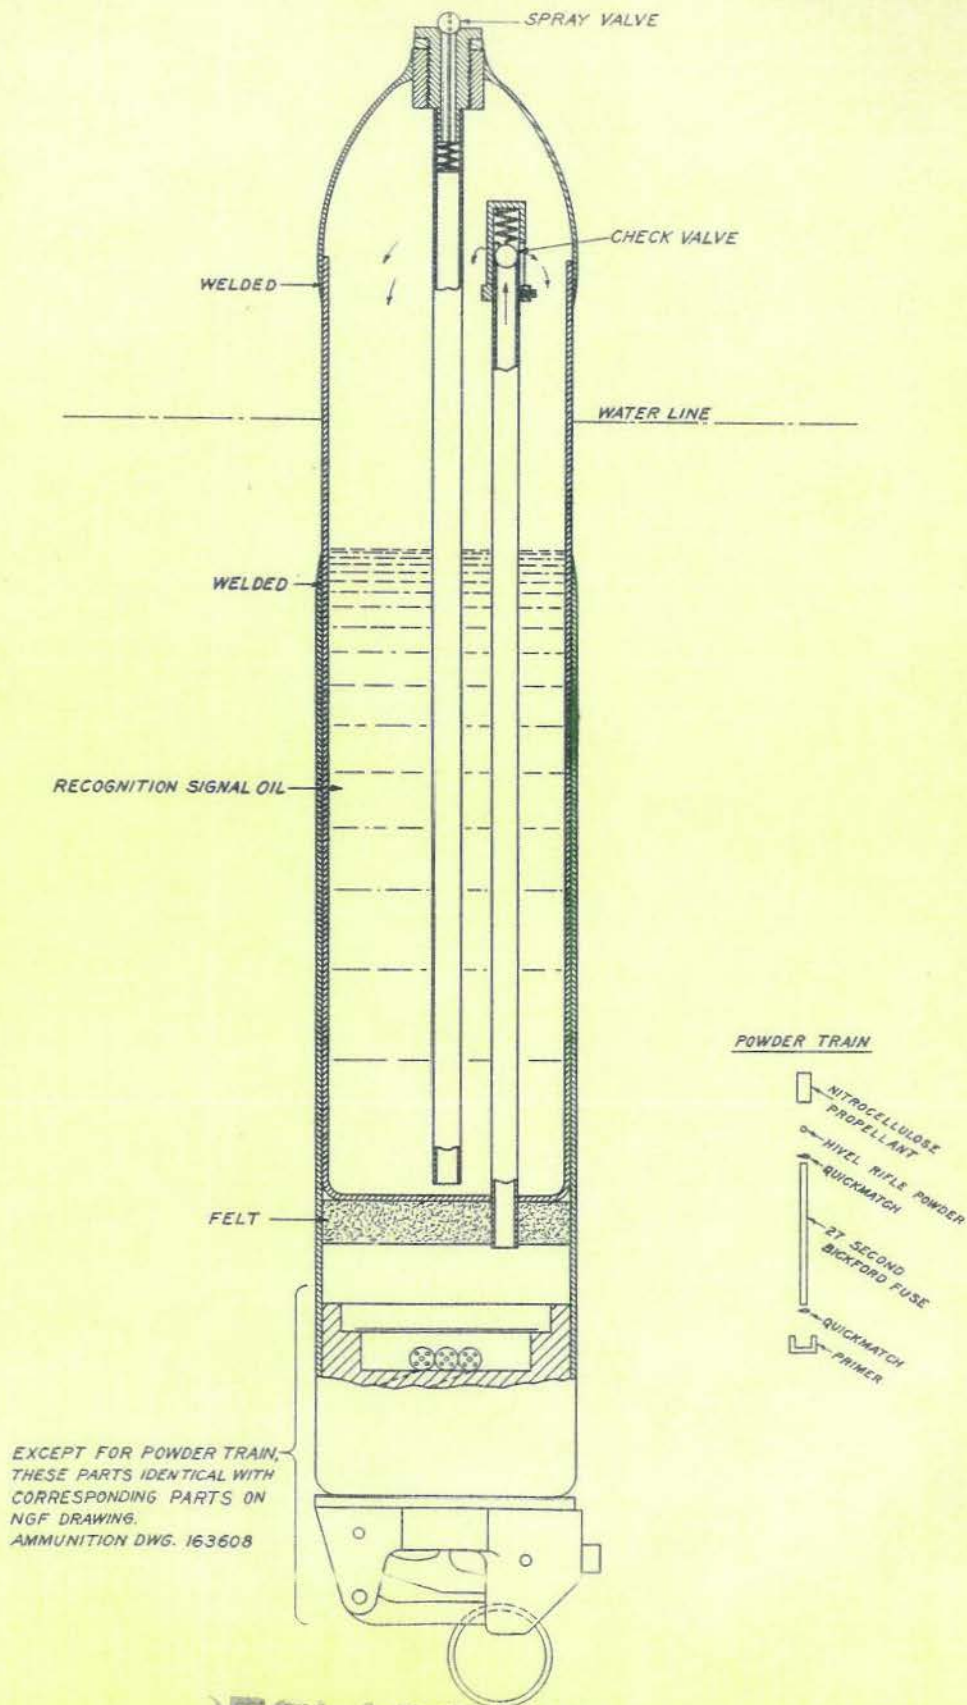 SPRAY VALVE
CHECK VALVE
WELDED
WATER LINE
WELDED
RECOGNITION SIGNAL OIL
POWDER TRAIN
NITROCELLULOSE
PROPELLANT
HIVEL RIFLE POWDER
QUICKMATCH
27 SECOND
BICKFORD FUSE
QUICKMATCH
PRIMER
FELT
EXCEPT FOR POWDER TRAIN,
THESE PARTS IDENTICAL WITH
CORRESPONDING PARTS ON
NGF DRAWING.
AMMUNITION DWG. 163608